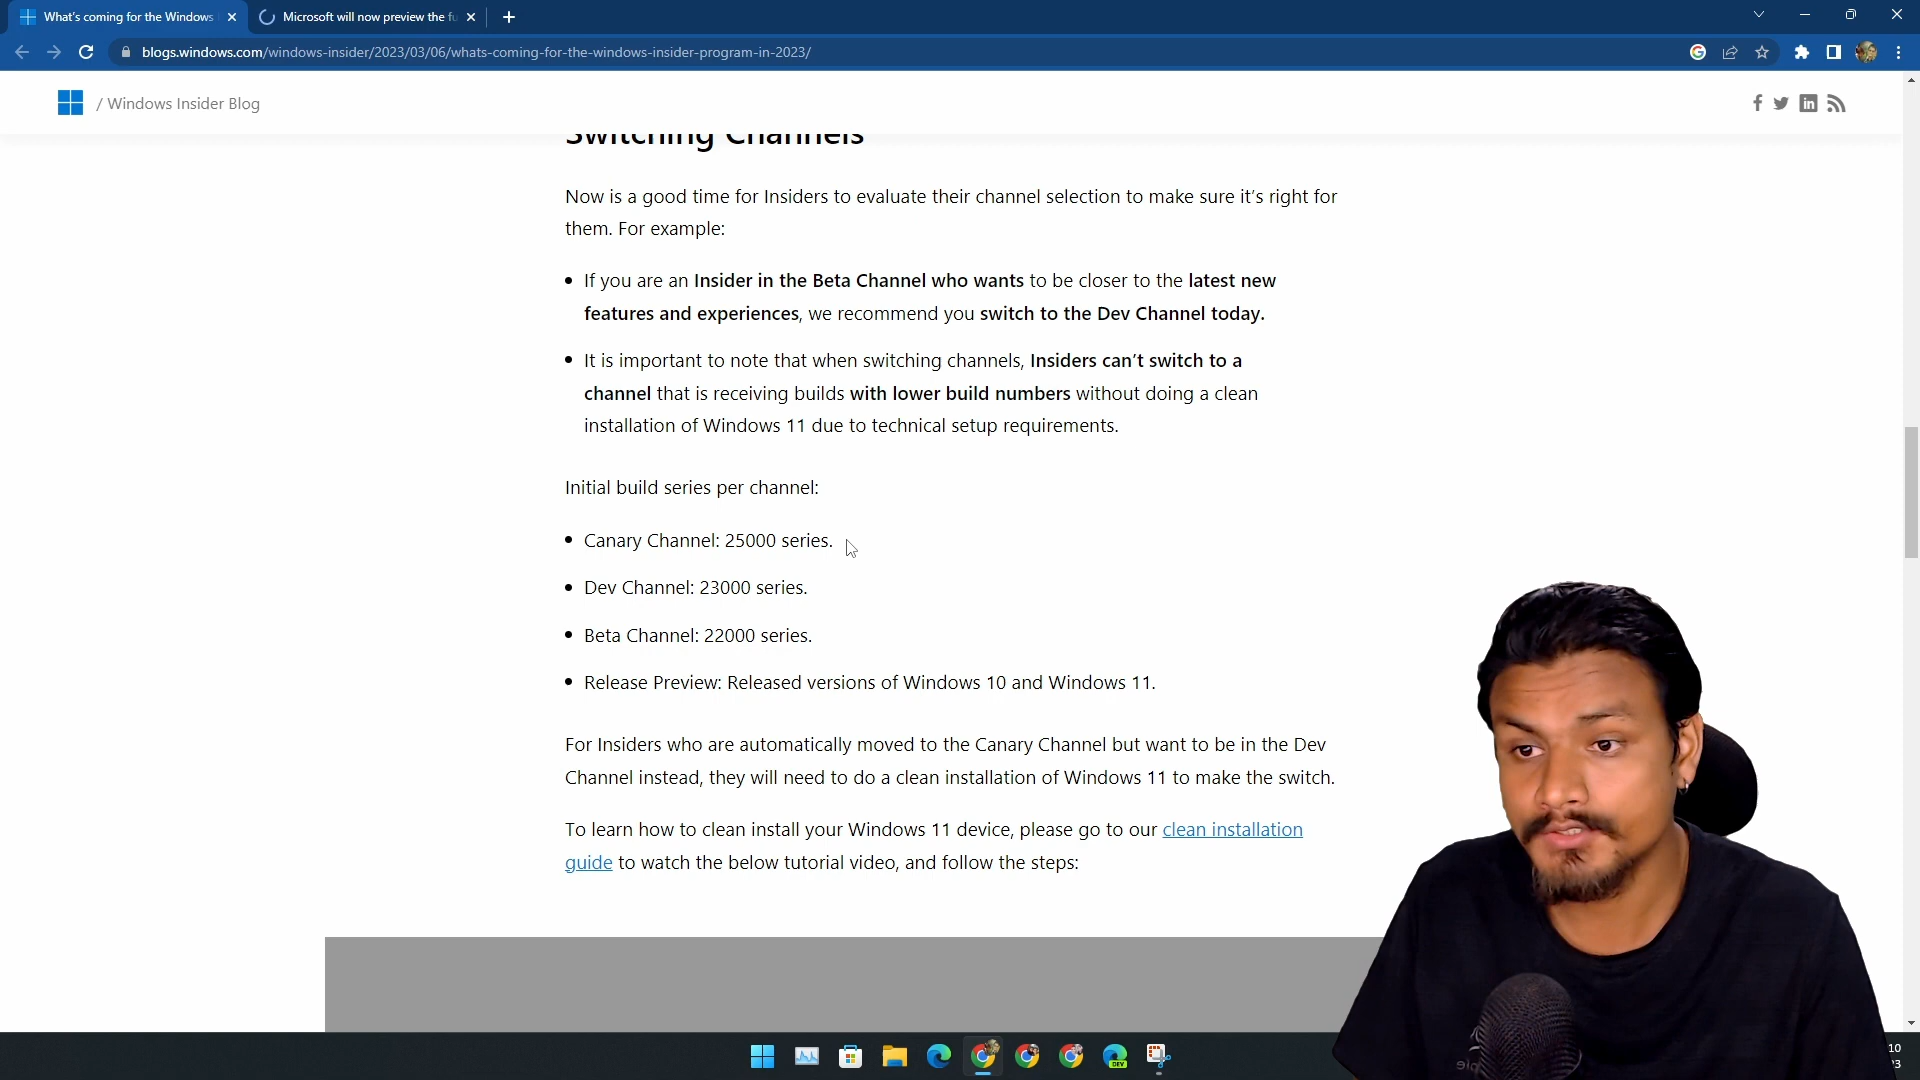 What's coming for the Windows
Microsoft will now preview the fu
blogs.windows.com/windows-insider/2023/03/06/whats-coming-for-the-windows-insider-program-in-2023/
/ Windows Insider Blog
Switching Channels
Now is a good time for Insiders to evaluate their channel selection to make sure it's right for
them. For example:
• If you are an Insider in the Beta Channel who wants to be closer to the latest new
features and experiences, we recommend you switch to the Dev Channel today.
• It is important to note that when switching channels, Insiders can't switch to a
channel that is receiving builds with lower build numbers without doing a clean
installation of Windows 11 due to technical setup requirements.
Initial build series per channel:
• Canary Channel: 25000 series.
• Dev Channel: 23000 series.
• Beta Channel: 22000 series.
• Release Preview: Released versions of Windows 10 and Windows 11.
For Insiders who are automatically moved to the Canary Channel but want to be in the Dev
Channel instead, they will need to do a clean installation of Windows 11 to make the switch.
To learn how to clean install your Windows 11 device, please go to our clean installation
guide to watch the below tutorial video, and follow the steps:
DEV